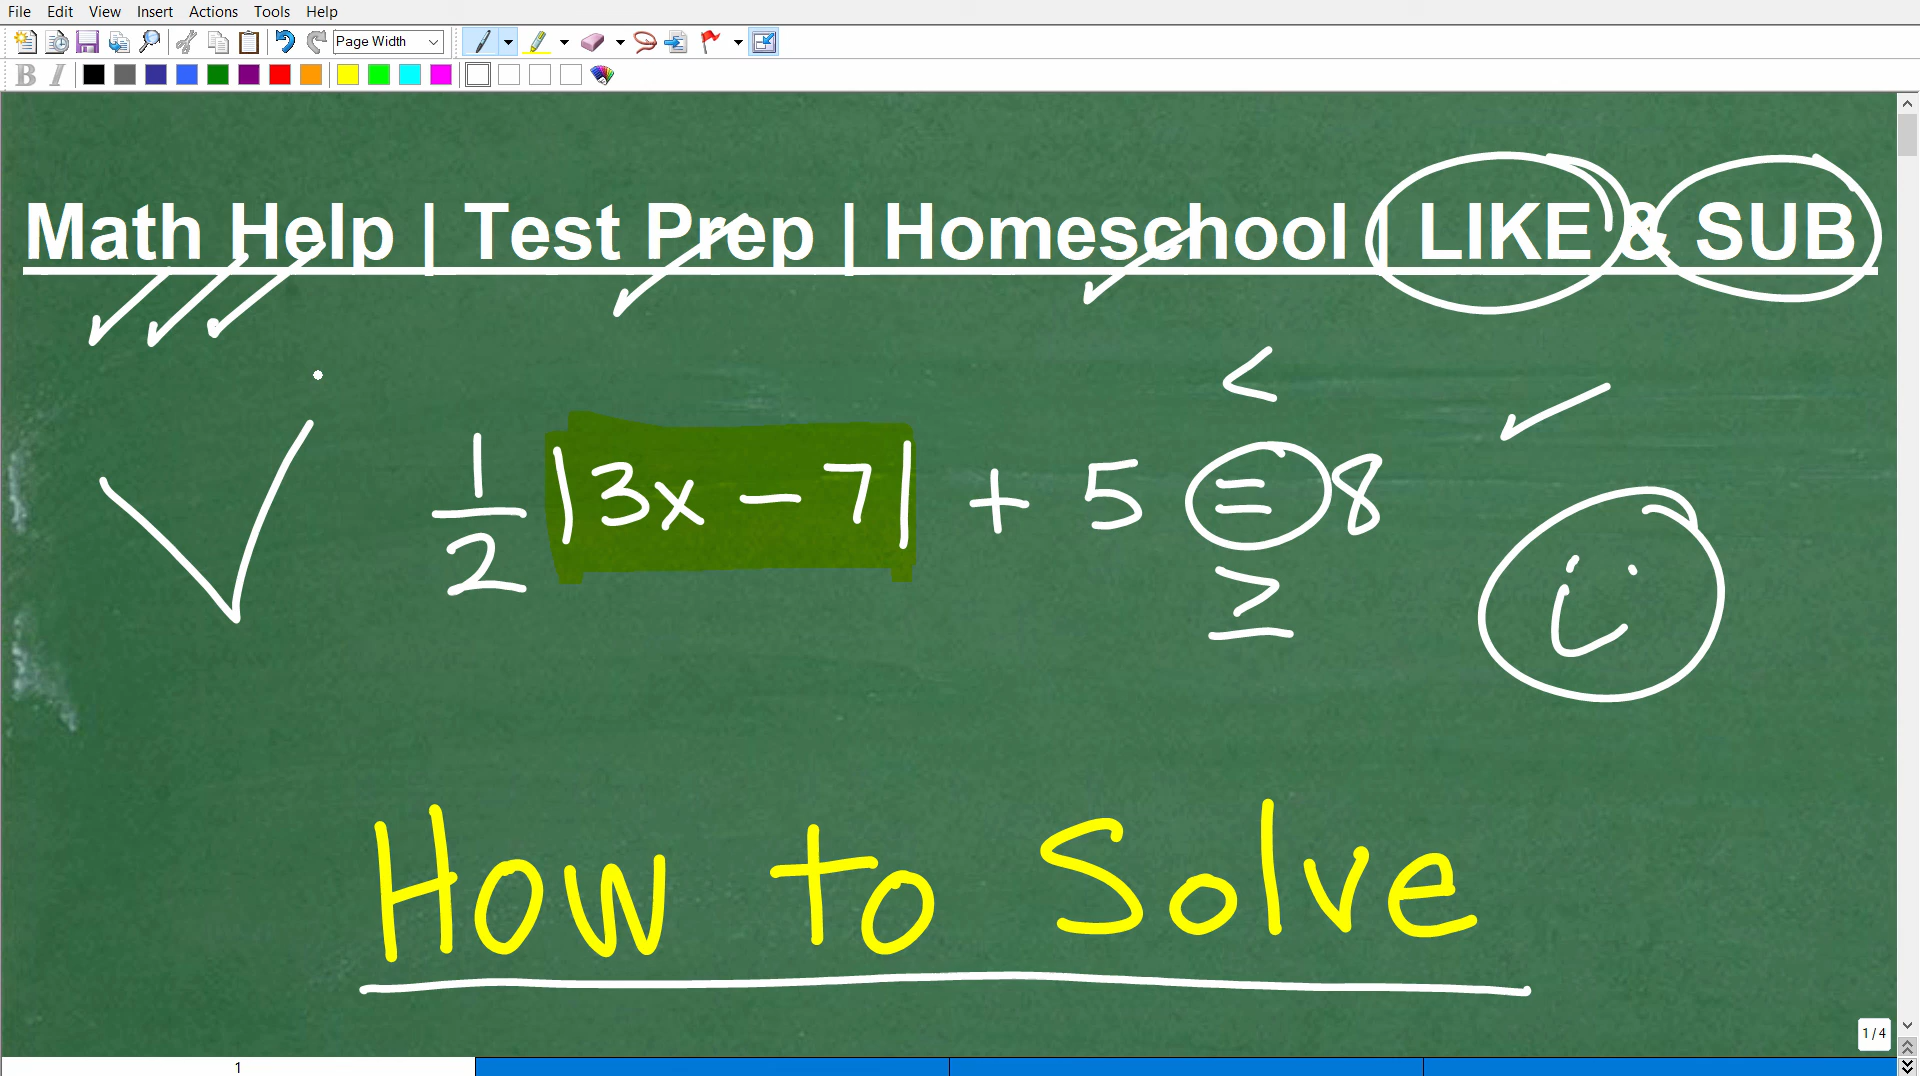 File Edit View Insert Actions Tools Help
Page Width
B I
Math Help | Test Prep | Homeschool | LIKE & SUB
<
1/2 |3x - 7| + 5 = 8
≥
How to Solve
1 / 4
1